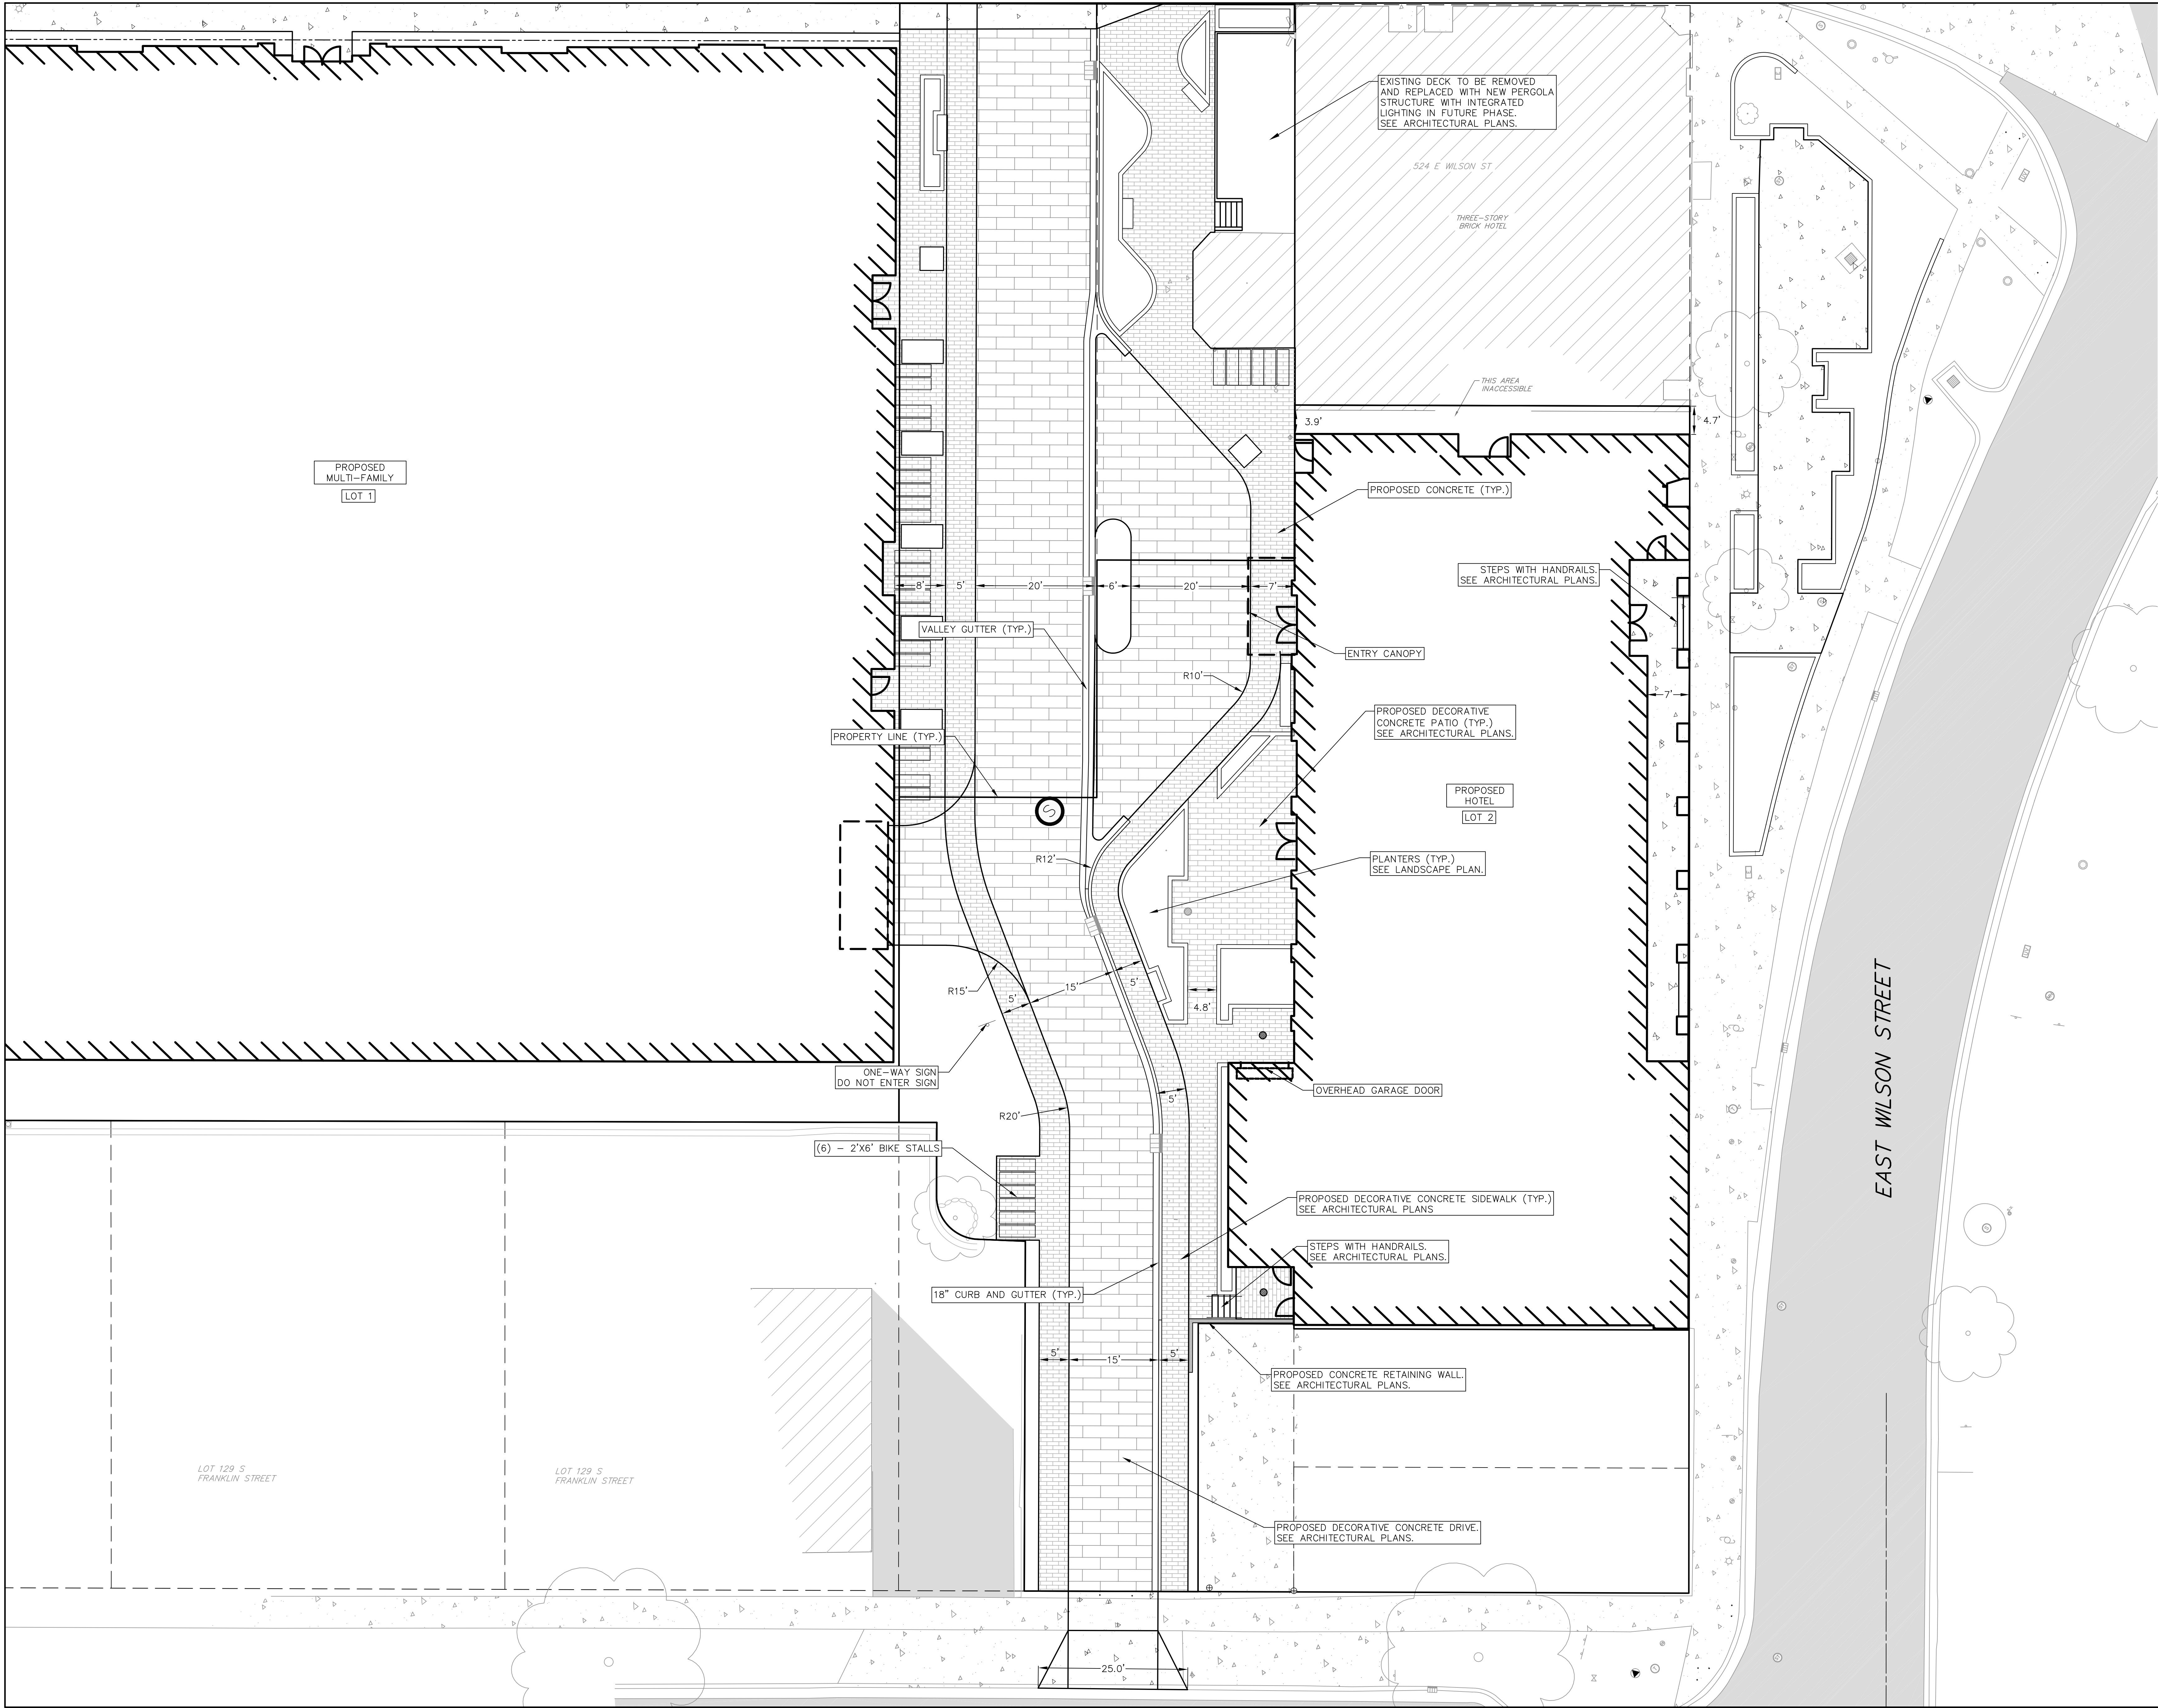 EXISTING DECK TO BE REMOVED
AND REPLACED WITH NEW PERGOLA
STRUCTURE WITH INTEGRATED
LIGHTING IN FUTURE PHASE.
SEE ARCHITECTURAL PLANS.
524 E WILSON ST
THREE-STORY
BRICK HOTEL
THIS AREA
INACCESSIBLE
3.9'
4.7'
PROPOSED
MULTI-FAMILY
LOT 1
PROPOSED CONCRETE (TYP.)
STEPS WITH HANDRAILS.
SEE ARCHITECTURAL PLANS.
8'
5'
20'
6'
20'
7'
VALLEY GUTTER (TYP.)
ENTRY CANOPY
R10'
7'
PROPOSED DECORATIVE
CONCRETE PATIO (TYP.)
SEE ARCHITECTURAL PLANS.
PROPERTY LINE (TYP.)
PROPOSED
HOTEL
LOT 2
S
R12'
PLANTERS (TYP.)
SEE LANDSCAPE PLAN.
R15'
5'
15'
5'
4.8'
EAST WILSON STREET
ONE-WAY SIGN
DO NOT ENTER SIGN
OVERHEAD GARAGE DOOR
5'
R20'
(6) - 2'X6' BIKE STALLS
PROPOSED DECORATIVE CONCRETE SIDEWALK (TYP.)
SEE ARCHITECTURAL PLANS
STEPS WITH HANDRAILS.
SEE ARCHITECTURAL PLANS.
18" CURB AND GUTTER (TYP.)
5'
15'
5'
PROPOSED CONCRETE RETAINING WALL.
SEE ARCHITECTURAL PLANS.
LOT 129 S
FRANKLIN STREET
LOT 129 S
FRANKLIN STREET
PROPOSED DECORATIVE CONCRETE DRIVE.
SEE ARCHITECTURAL PLANS.
25.0'